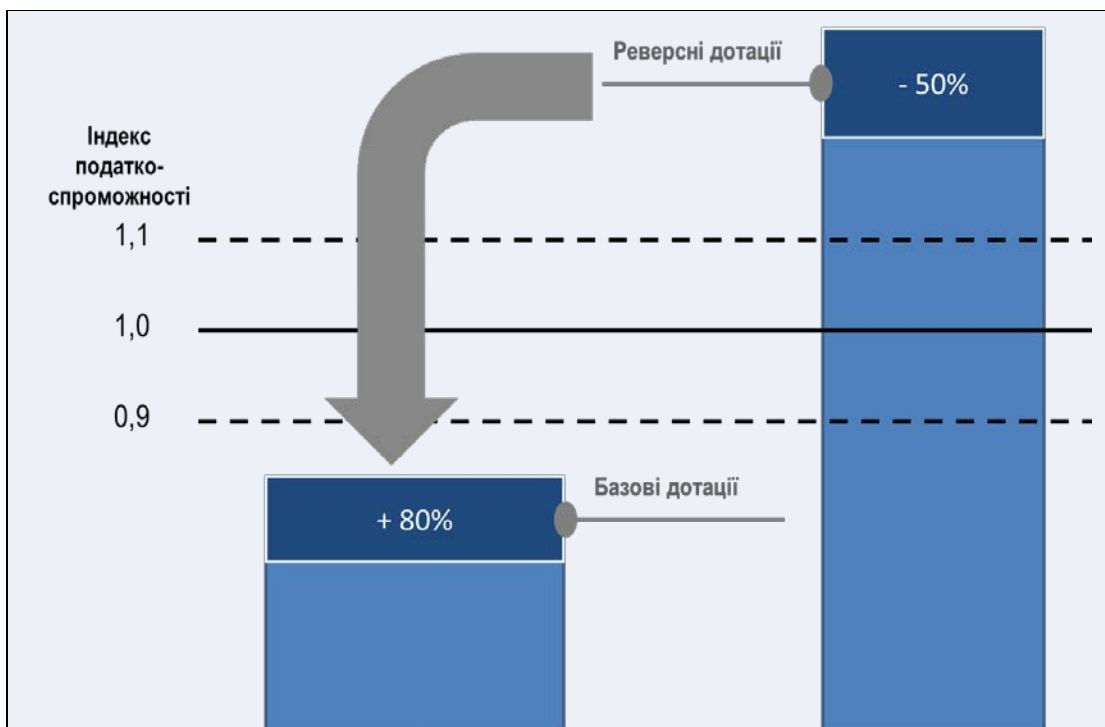 Реверсні дотації
- 50%
Індекс
податко-
спроможності
1,1
1,0
0,9
Базові дотації
+ 80%